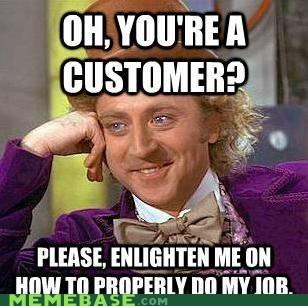 OH, YOU'RE A
CUSTOMER?
PLEASE, ENLIGHTEN ME ON
HOW TO PROPERLY DO MY JOB.
MEMEBASE.COM